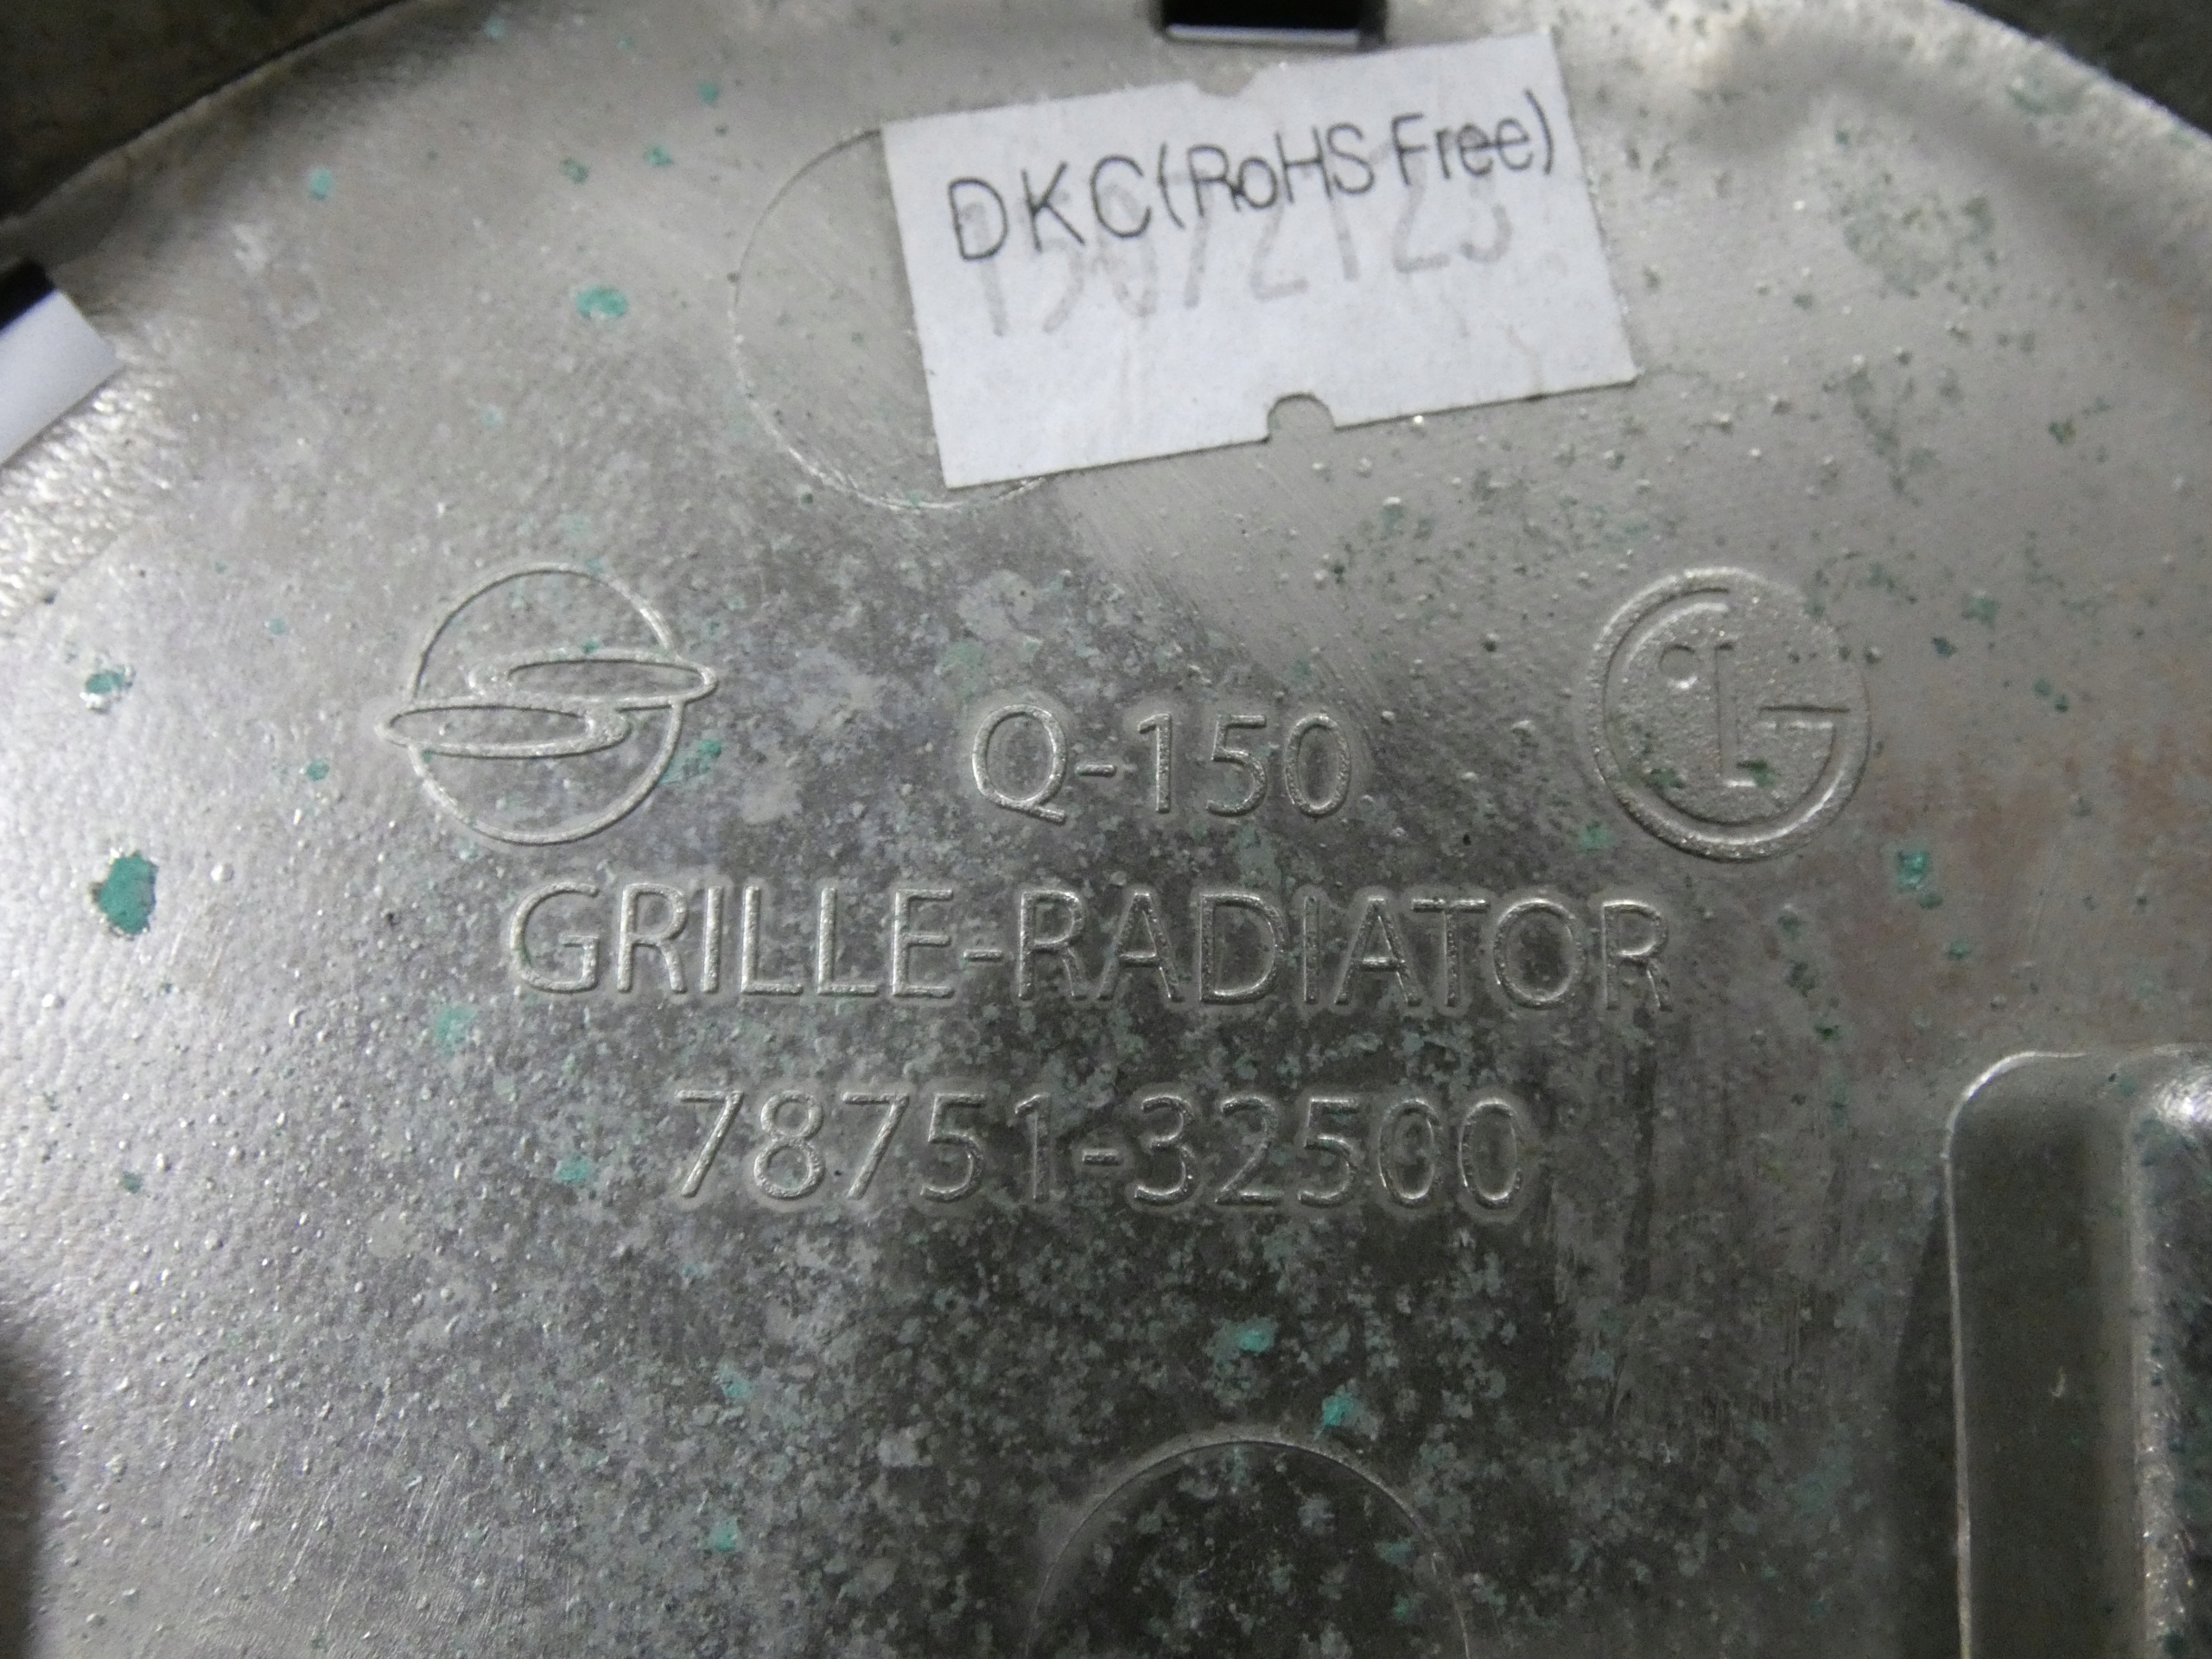 DKC(RoHS Free)
Q-150
GRILLE-RADIATOR
78751-32500